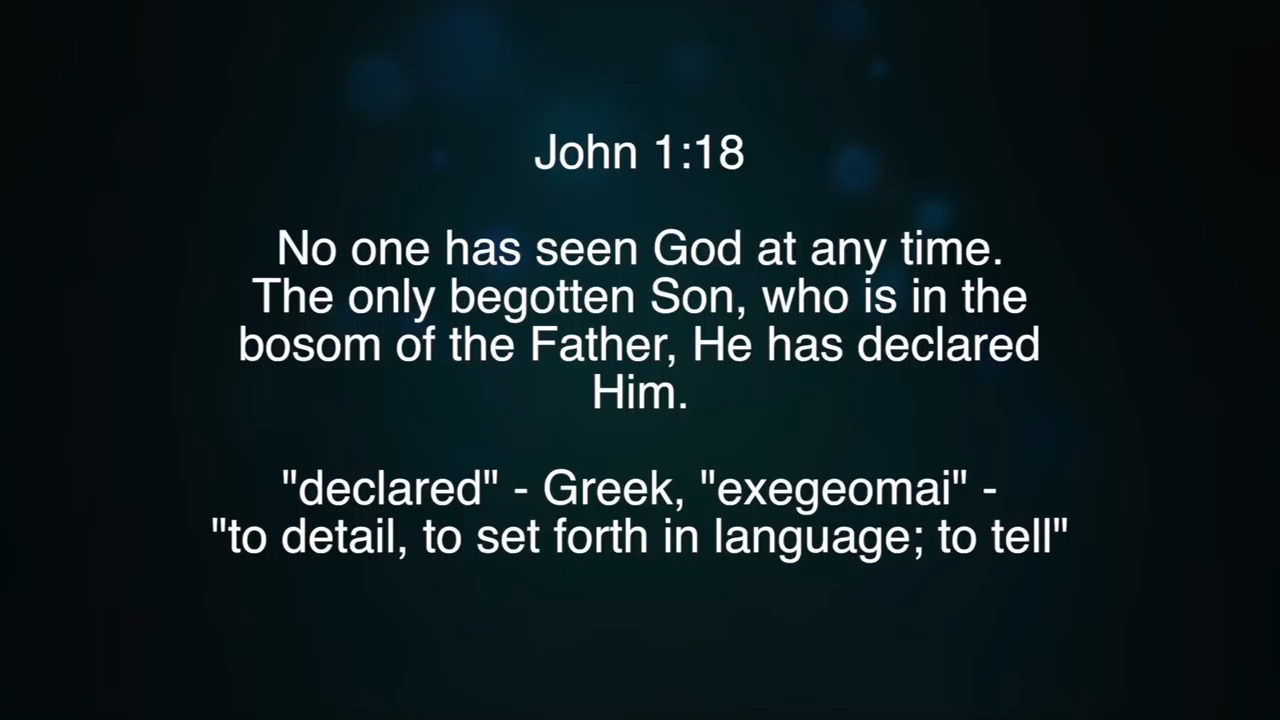 John 1:18
No one has seen God at any time.
The only begotten Son, who is in the
bosom of the Father, He has declared
Him.
"declared" - Greek, "exegeomai" -
"to detail, to set forth in language; to tell"